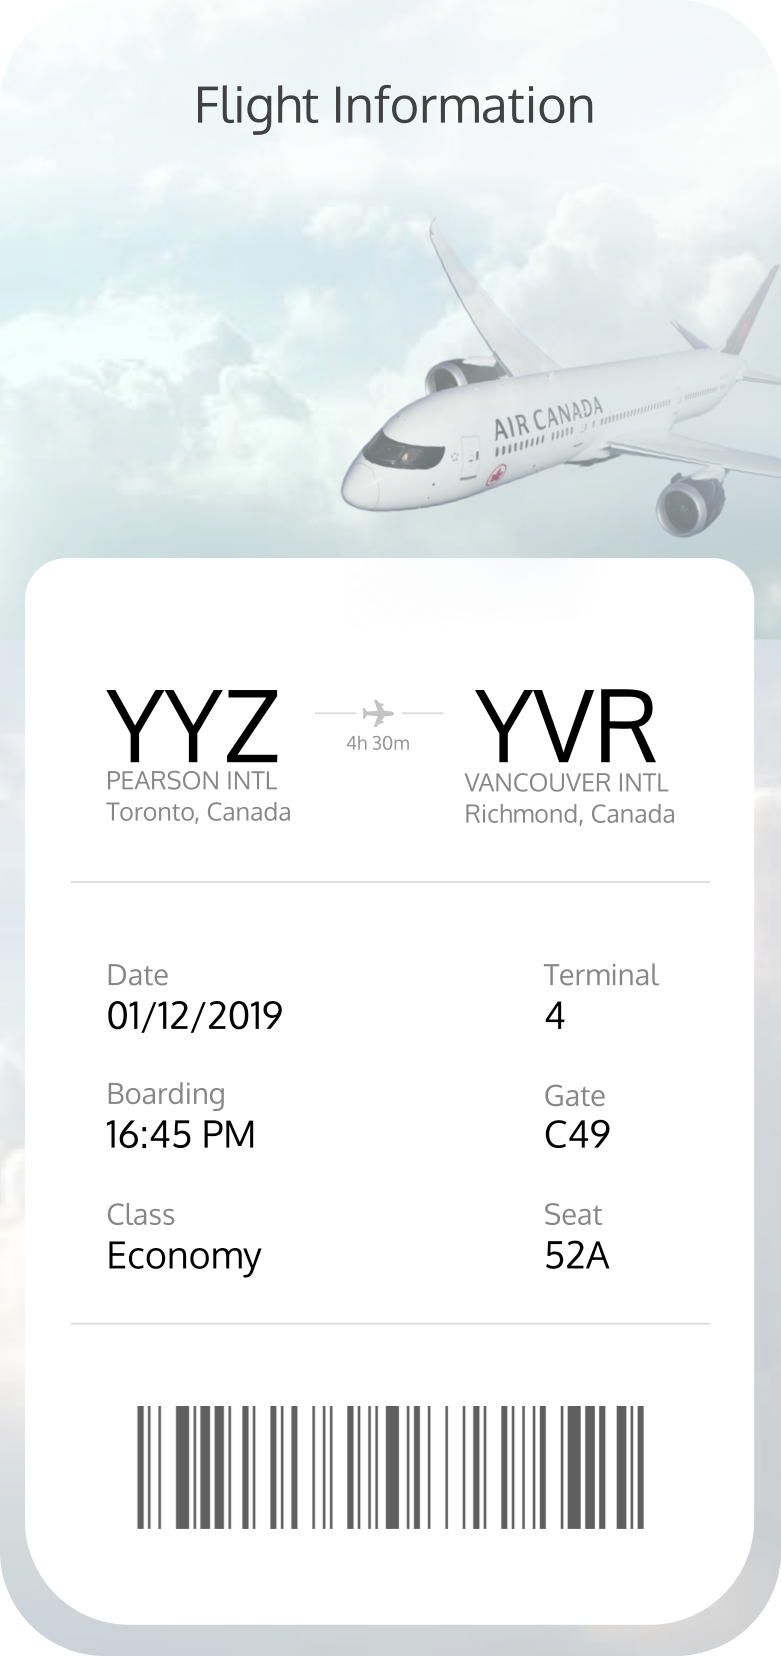 Flight Information
AIR CANADA
YYZ
YVR
4h 30m
PEARSON INTL
VANCOUVER INTL
Toronto, Canada
Richmond, Canada
Date
Terminal
01/12/2019
4
Boarding
Gate
16:45 PM
C49
Class
Seat
Economy
52A